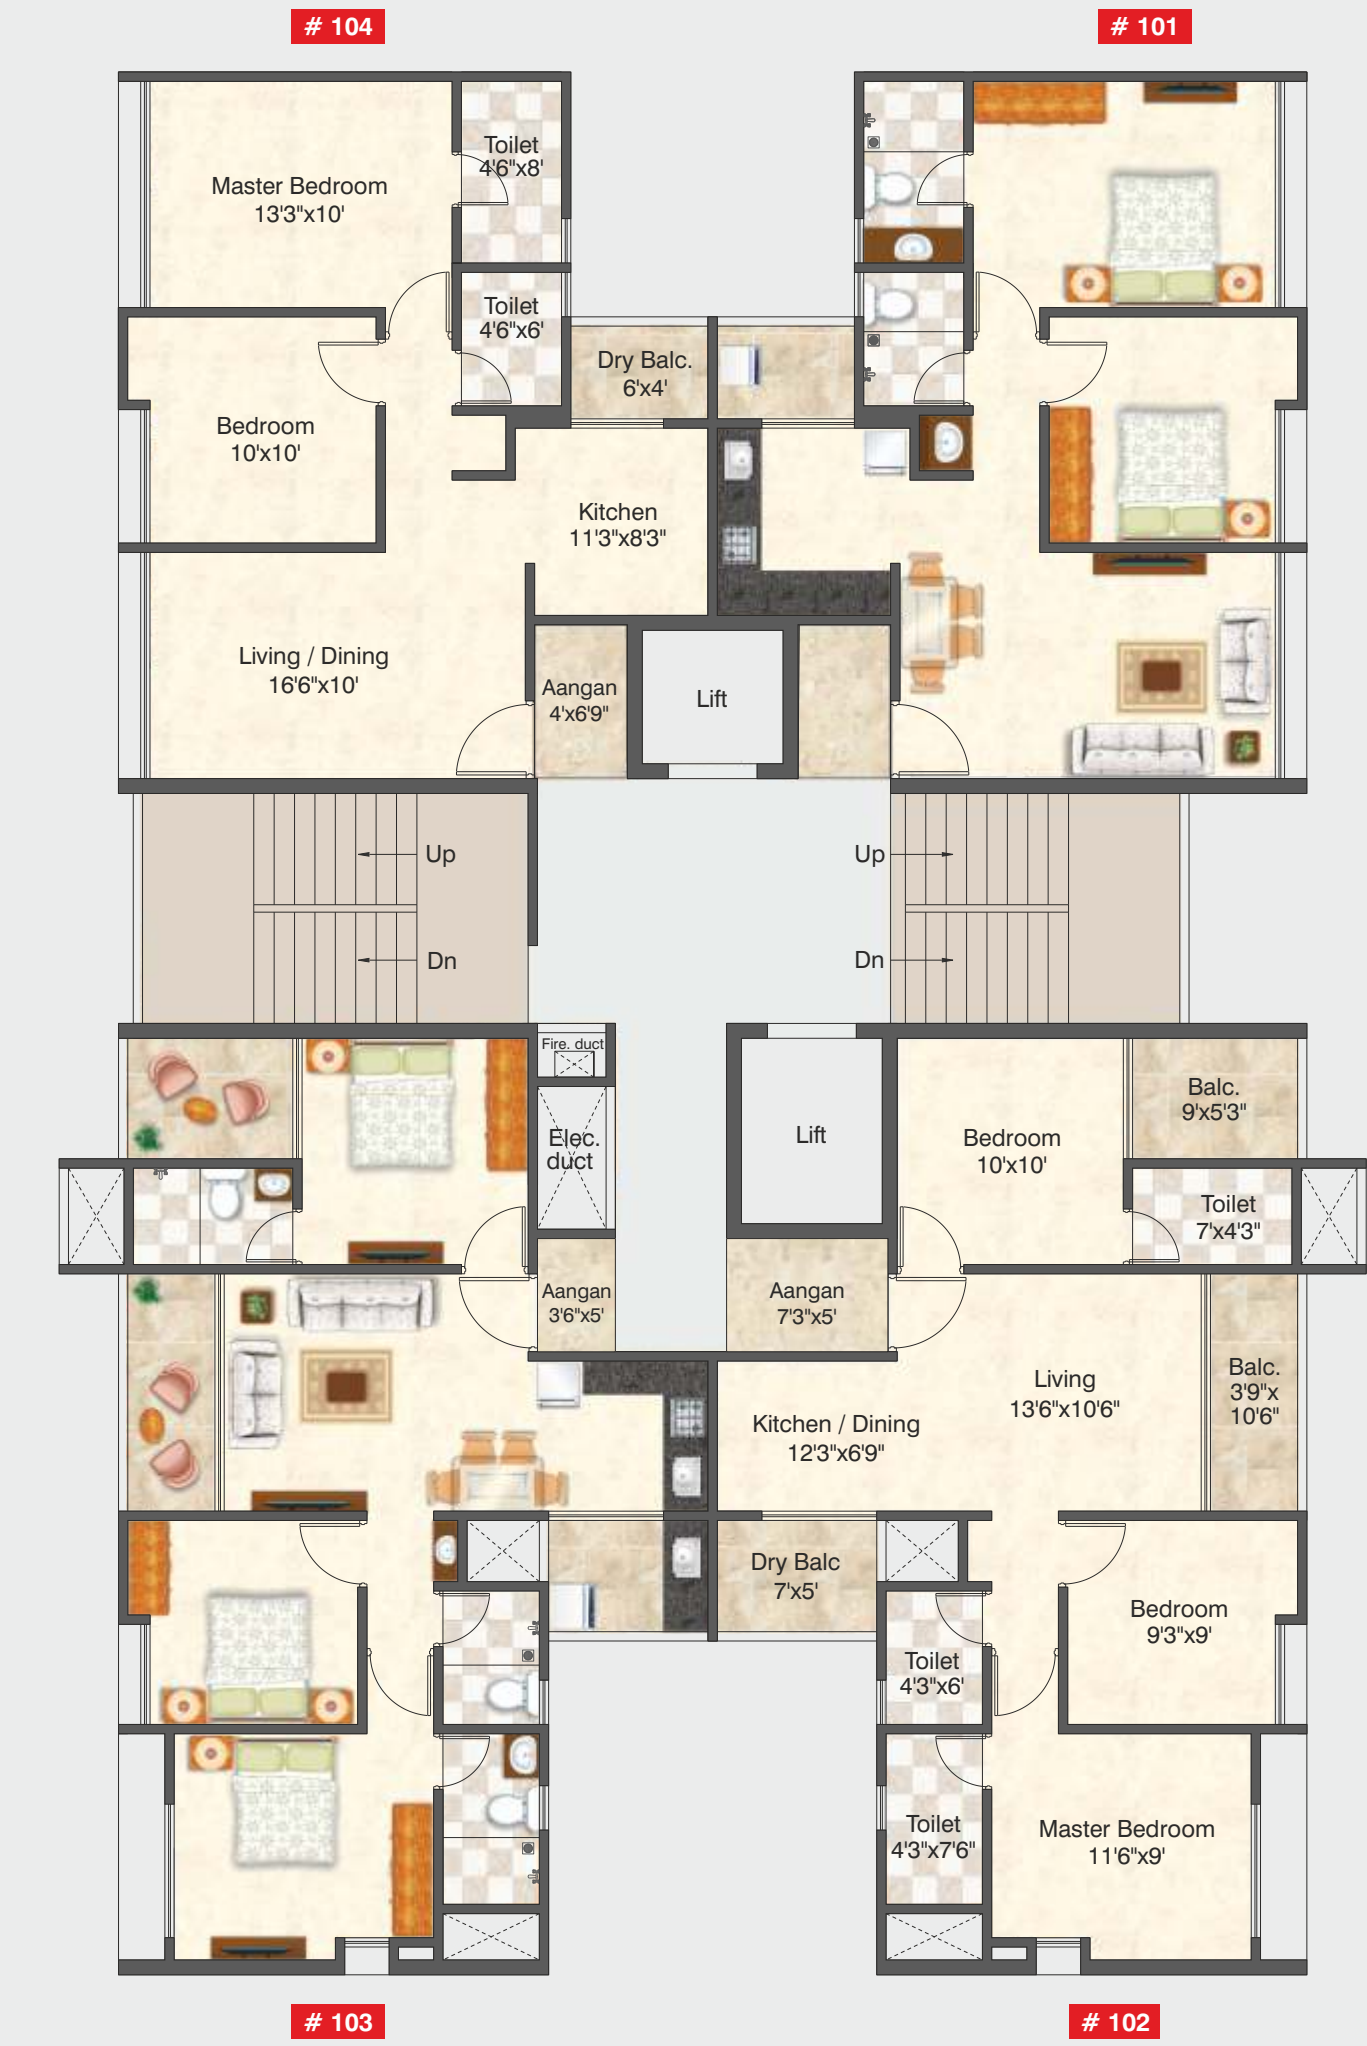 # 104
# 101
Toilet
4'6"x8'
Master Bedroom
13'3"x10'
Toilet
4'6"x6'
Dry Balc.
6'x4'
Bedroom
10'x10'
Kitchen
11'3"x8'3"
Living / Dining
16'6"x10'
Aangan
4'x6'9"
Lift
Up
Up
Dn
Dn
Fire. duct
Elec.
duct
Lift
Bedroom
10'x10'
Balc.
9'x5'3"
Toilet
7'x4'3"
Aangan
3'6"x5'
Aangan
7'3"x5'
Living
13'6"x10'6"
Balc.
3'9"x
10'6"
Kitchen / Dining
12'3"x6'9"
Dry Balc
7'x5'
Bedroom
9'3"x9'
Toilet
4'3"x6'
Toilet
4'3"x7'6"
Master Bedroom
11'6"x9'
# 103
# 102